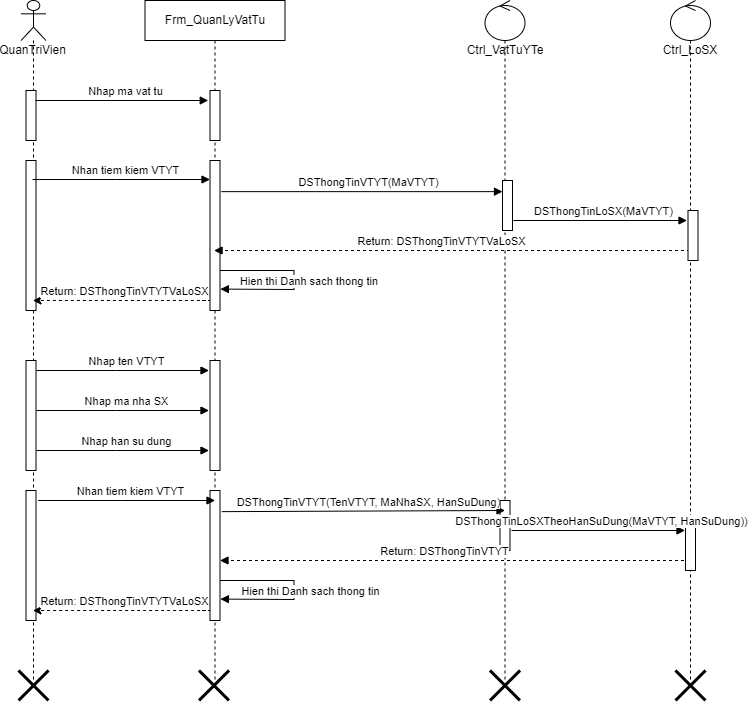 Frm_QuanLyVatTu
QuanTriVien
Ctrl_VatTuYTe
Ctrl_LoSX
Nhap ma vat tu
Nhan tiem kiem VTYT
DSThongTinVTYT(MaVTYT)
DSThongTinLoSX(MaVTYT)
Return: DSThongTinVTYTVaLoSX
Hien thi Danh sach thong tin
Return: DSThongTinVTYTVaLoSX
Nhap ten VTYT
Nhap ma nha SX
Nhap han su dung
Nhan tiem kiem VTYT
DSThongTinVTYT(TenVTYT, MaNhaSX, HanSuDung)
DSThongTinLoSXTheoHanSuDung(MaVTYT, HanSuDung))
Return: DSThongTinVTYT
Hien thi Danh sach thong tin
Return: DSThongTinVTYTVaLoSX